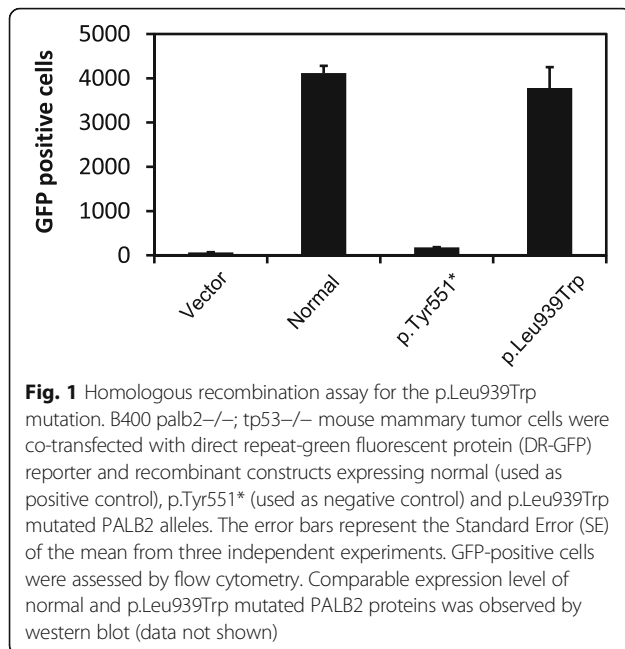 5000
4000
3000
2000
1000
0
GFP positive cells
Vector
Normal
p.Tyr551*
p.Leu939Trp
Fig. 1 Homologous recombination assay for the p.Leu939Trp
mutation. B400 palb2−/−; tp53−/− mouse mammary tumor cells were
co-transfected with direct repeat-green fluorescent protein (DR-GFP)
reporter and recombinant constructs expressing normal (used as
positive control), p.Tyr551* (used as negative control) and p.Leu939Trp
mutated PALB2 alleles. The error bars represent the Standard Error (SE)
of the mean from three independent experiments. GFP-positive cells
were assessed by flow cytometry. Comparable expression level of
normal and p.Leu939Trp mutated PALB2 proteins was observed by
western blot (data not shown)